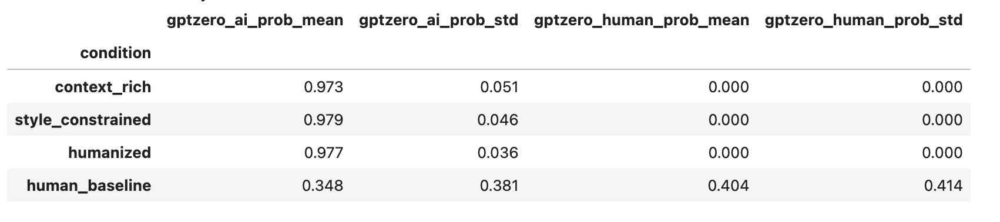 gptzero_ai_prob_mean gptzero_ai_prob_std gptzero_human_prob_mean gptzero_human_prob_std
condition
context_rich 0.973 0.051 0.000 0.000
style_constrained 0.979 0.046 0.000 0.000
humanized 0.977 0.036 0.000 0.000
human_baseline 0.348 0.381 0.404 0.414